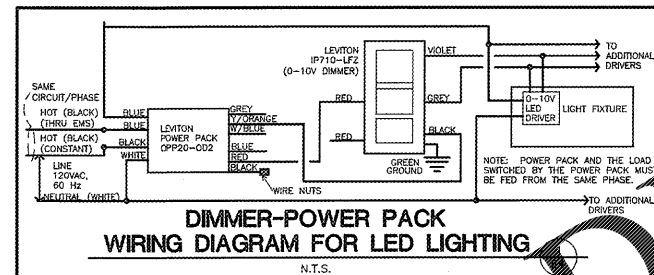 LEVITON
IP710-LFZ
(0-10V DIMMER)
VIOLET
TO
ADDITIONAL
DRIVERS
SAME
CIRCUIT/PHASE
HOT (BLACK)
(THRU EMS)
HOT (BLACK)
(CONSTANT)
LINE
120VAC,
60 Hz
NEUTRAL (WHITE)
BLUE
BLUE
BLACK
WHITE
LEVITON
POWER PACK
OPP20-OD2
GREY
Y/ORANGE
W/BLUE
BLUE
RED
BLACK
WIRE NUTS
RED
RED
GREY
BLACK
GREEN
GROUND
0-10V
LED
DRIVER
LIGHT FIXTURE
NOTE: POWER PACK AND THE LOAD
SWITCHED BY THE POWER PACK MUST
BE FED FROM THE SAME PHASE.
TO ADDITIONAL
DRIVERS
DIMMER-POWER PACK
WIRING DIAGRAM FOR LED LIGHTING
N.T.S.